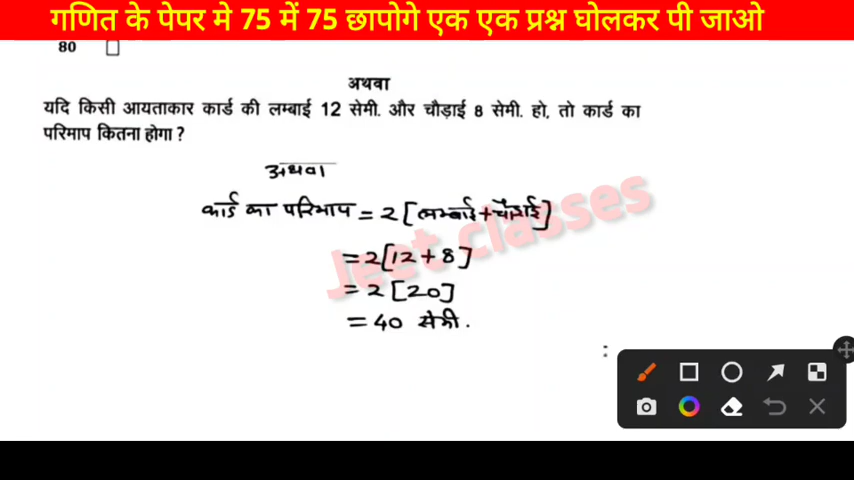 गणित के पेपर मे 75 में 75 छापोगे एक एक प्रश्न घोलकर पी जाओ
80
अथवा
यदि किसी आयताकार कार्ड की लम्बाई 12 सेमी. और चौड़ाई 8 सेमी. हो, तो कार्ड का
परिमाप कितना होगा ?
अथवा
कार्ड का परिमाप = 2 [लम्बाई + चौड़ाई]
= 2[12 + 8]
= 2 [20]
= 40 सेमी.
Jeet classes